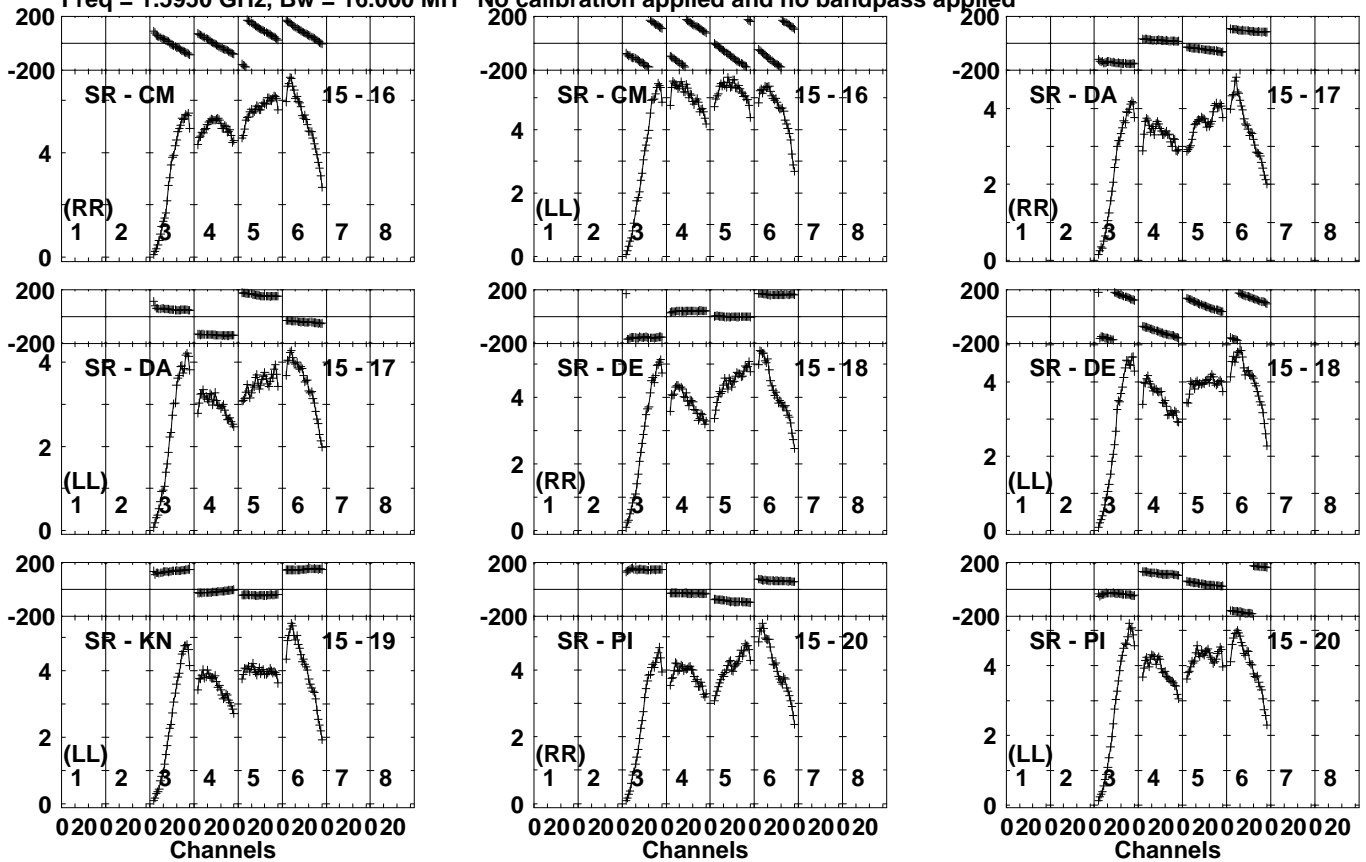 Freq = 1.5950 GHz, Bw = 16.000 MH No calibration applied and no bandpass applied
200
-200
SR - CM 15 - 16
4
(RR)
1 2 3 4 5 6 7 8
0
200
-200
SR - CM 15 - 16
4
2
(LL)
1 2 3 4 5 6 7 8
0
200
-200
SR - DA 15 - 17
4
2
(RR)
1 2 3 4 5 6 7 8
0
200
-200
4
SR - DA 15 - 17
2
(LL)
1 2 3 4 5 6 7 8
0
200
-200
SR - DE 15 - 18
4
2
(RR)
1 2 3 4 5 6 7 8
0
200
-200
SR - DE 15 - 18
4
2
(LL)
1 2 3 4 5 6 7 8
0
200
-200
SR - KN 15 - 19
4
2
(LL)
1 2 3 4 5 6 7 8
0
0 20 0 20 0 20 0 20 0 20 0 20 0 20 0 20
Channels
200
-200
SR - PI 15 - 20
4
2
(RR)
1 2 3 4 5 6 7 8
0
0 20 0 20 0 20 0 20 0 20 0 20 0 20 0 20
Channels
200
-200
SR - PI 15 - 20
4
2
(LL)
1 2 3 4 5 6 7 8
0
0 20 0 20 0 20 0 20 0 20 0 20 0 20 0 20
Channels